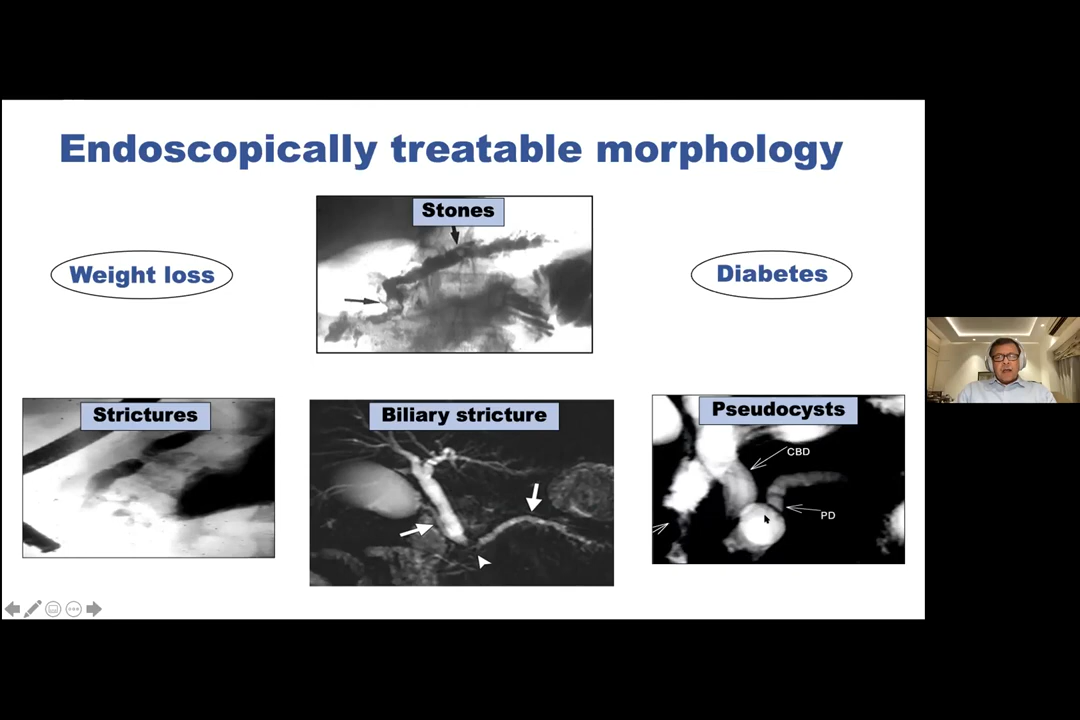 Endoscopically treatable morphology
Stones
Weight loss
Diabetes
Strictures
Biliary stricture
Pseudocysts
CBD
PD